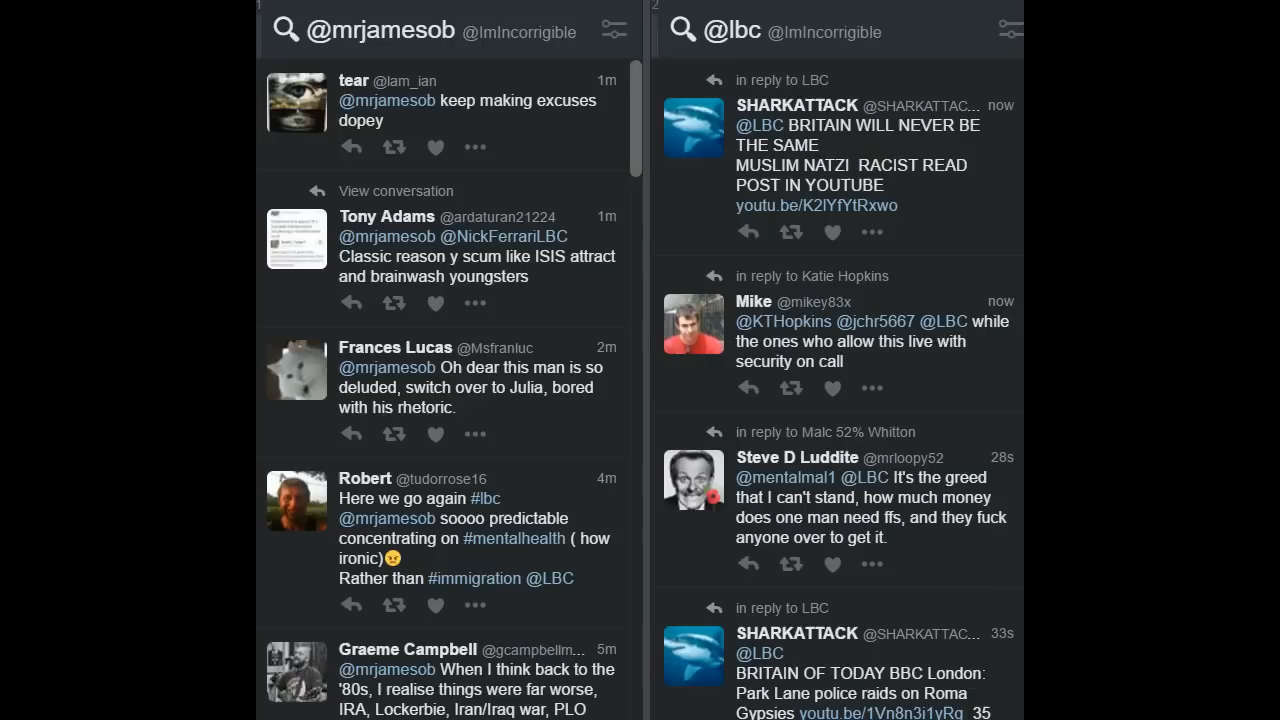 1
@mrjamesob @ImIncorrigible
tear @lam_ian 1m
@mrjamesob keep making excuses
dopey
View conversation
Tony Adams @ardaturan21224 1m
@mrjamesob @NickFerrariLBC
Classic reason y scum like ISIS attract
and brainwash youngsters
Frances Lucas @Msfranluc 2m
@mrjamesob Oh dear this man is so
deluded, switch over to Julia, bored
with his rhetoric.
Robert @tudorrose16 4m
Here we go again #lbc
@mrjamesob soooo predictable
concentrating on #mentalhealth ( how
ironic)😠
Rather than #immigration @LBC
Graeme Campbell @gcampbellm... 5m
@mrjamesob When I think back to the
'80s, I realise things were far worse,
IRA, Lockerbie, Iran/Iraq war, PLO
2
@lbc @ImIncorrigible
in reply to LBC
SHARKATTACK @SHARKATTAC... now
@LBC BRITAIN WILL NEVER BE
THE SAME
MUSLIM NATZI  RACIST READ
POST IN YOUTUBE
youtu.be/K2lYfYtRxwo
in reply to Katie Hopkins
Mike @mikey83x now
@KTHopkins @jchr5667 @LBC while
the ones who allow this live with
security on call
in reply to Malc 52% Whitton
Steve D Luddite @mrloopy52 28s
@mentalmal1 @LBC It's the greed
that I can't stand, how much money
does one man need ffs, and they fuck
anyone over to get it.
in reply to LBC
SHARKATTACK @SHARKATTAC... 33s
@LBC
BRITAIN OF TODAY BBC London:
Park Lane police raids on Roma
Gypsies youtu.be/1Vn8n3i1yRg  35